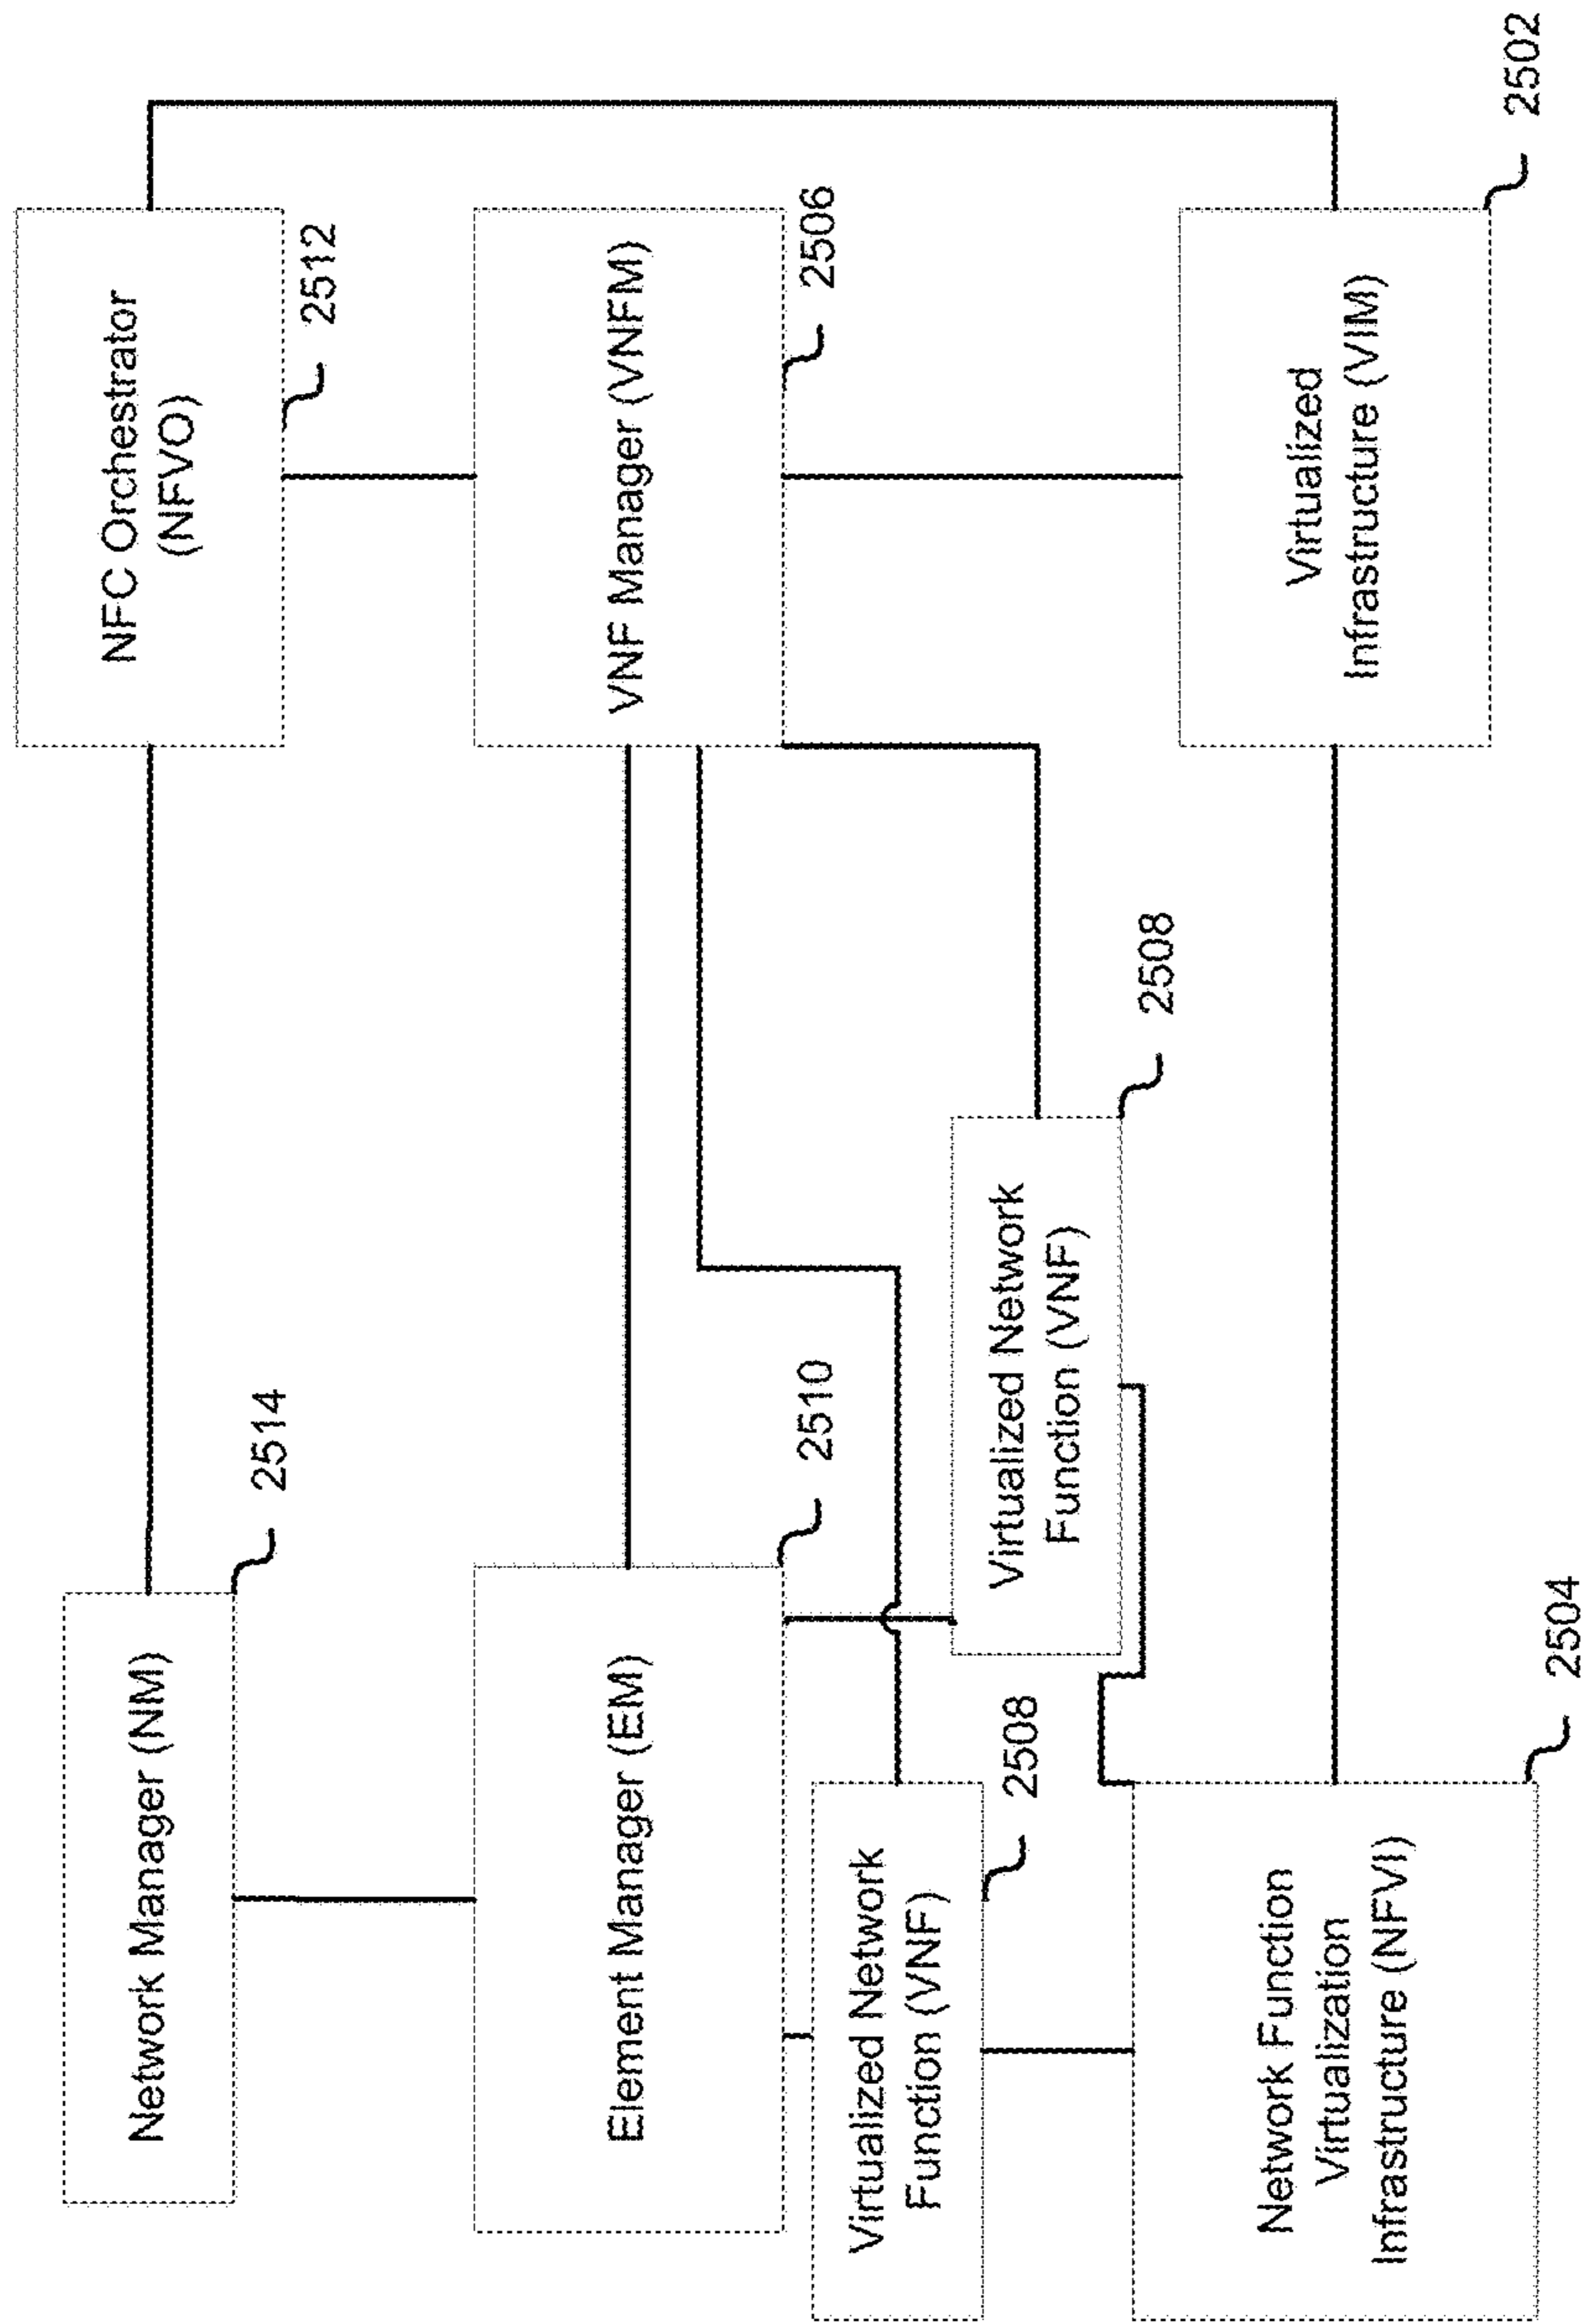 Network Manager (NM)
2514
NFC Orchestrator
(NFVO)
2512
Element Manager (EM)
2510
VNF Manager (VNFM)
2506
Virtualized Network
Function (VNF)
2508
Virtualized Network
Function (VNF)
2508
Network Function
Virtualization
Infrastructure (NFVI)
2504
Virtualized
Infrastructure (VIM)
2502